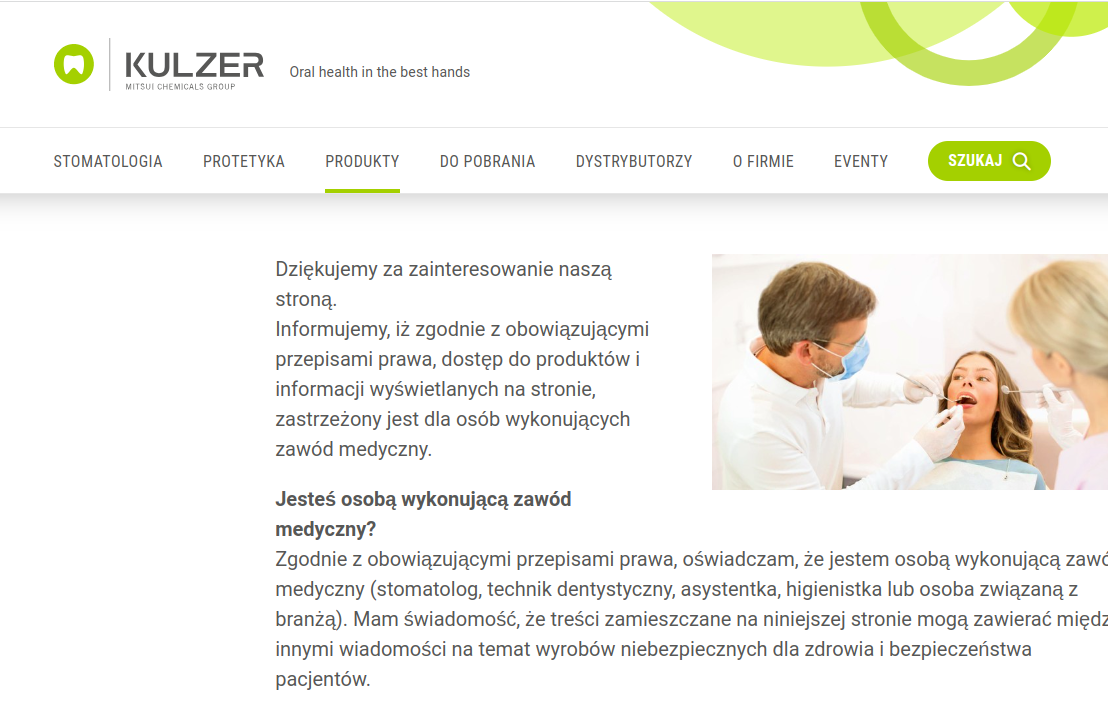 KULZER
MITSUI CHEMICALS GROUP
Oral health in the best hands
STOMATOLOGIA PROTETYKA PRODUKTY DO POBRANIA DYSTRYBUTORZY O FIRMIE EVENTY SZUKAJ
Dziękujemy za zainteresowanie naszą
stroną.
Informujemy, iż zgodnie z obowiązującymi
przepisami prawa, dostęp do produktów i
informacji wyświetlanych na stronie,
zastrzeżony jest dla osób wykonujących
zawód medyczny.
Jesteś osobą wykonującą zawód
medyczny?
Zgodnie z obowiązującymi przepisami prawa, oświadczam, że jestem osobą wykonującą zawó
medyczny (stomatolog, technik dentystyczny, asystentka, higienistka lub osoba związaną z
branżą). Mam świadomość, że treści zamieszczane na niniejszej stronie mogą zawierać międz
innymi wiadomości na temat wyrobów niebezpiecznych dla zdrowia i bezpieczeństwa
pacjentów.